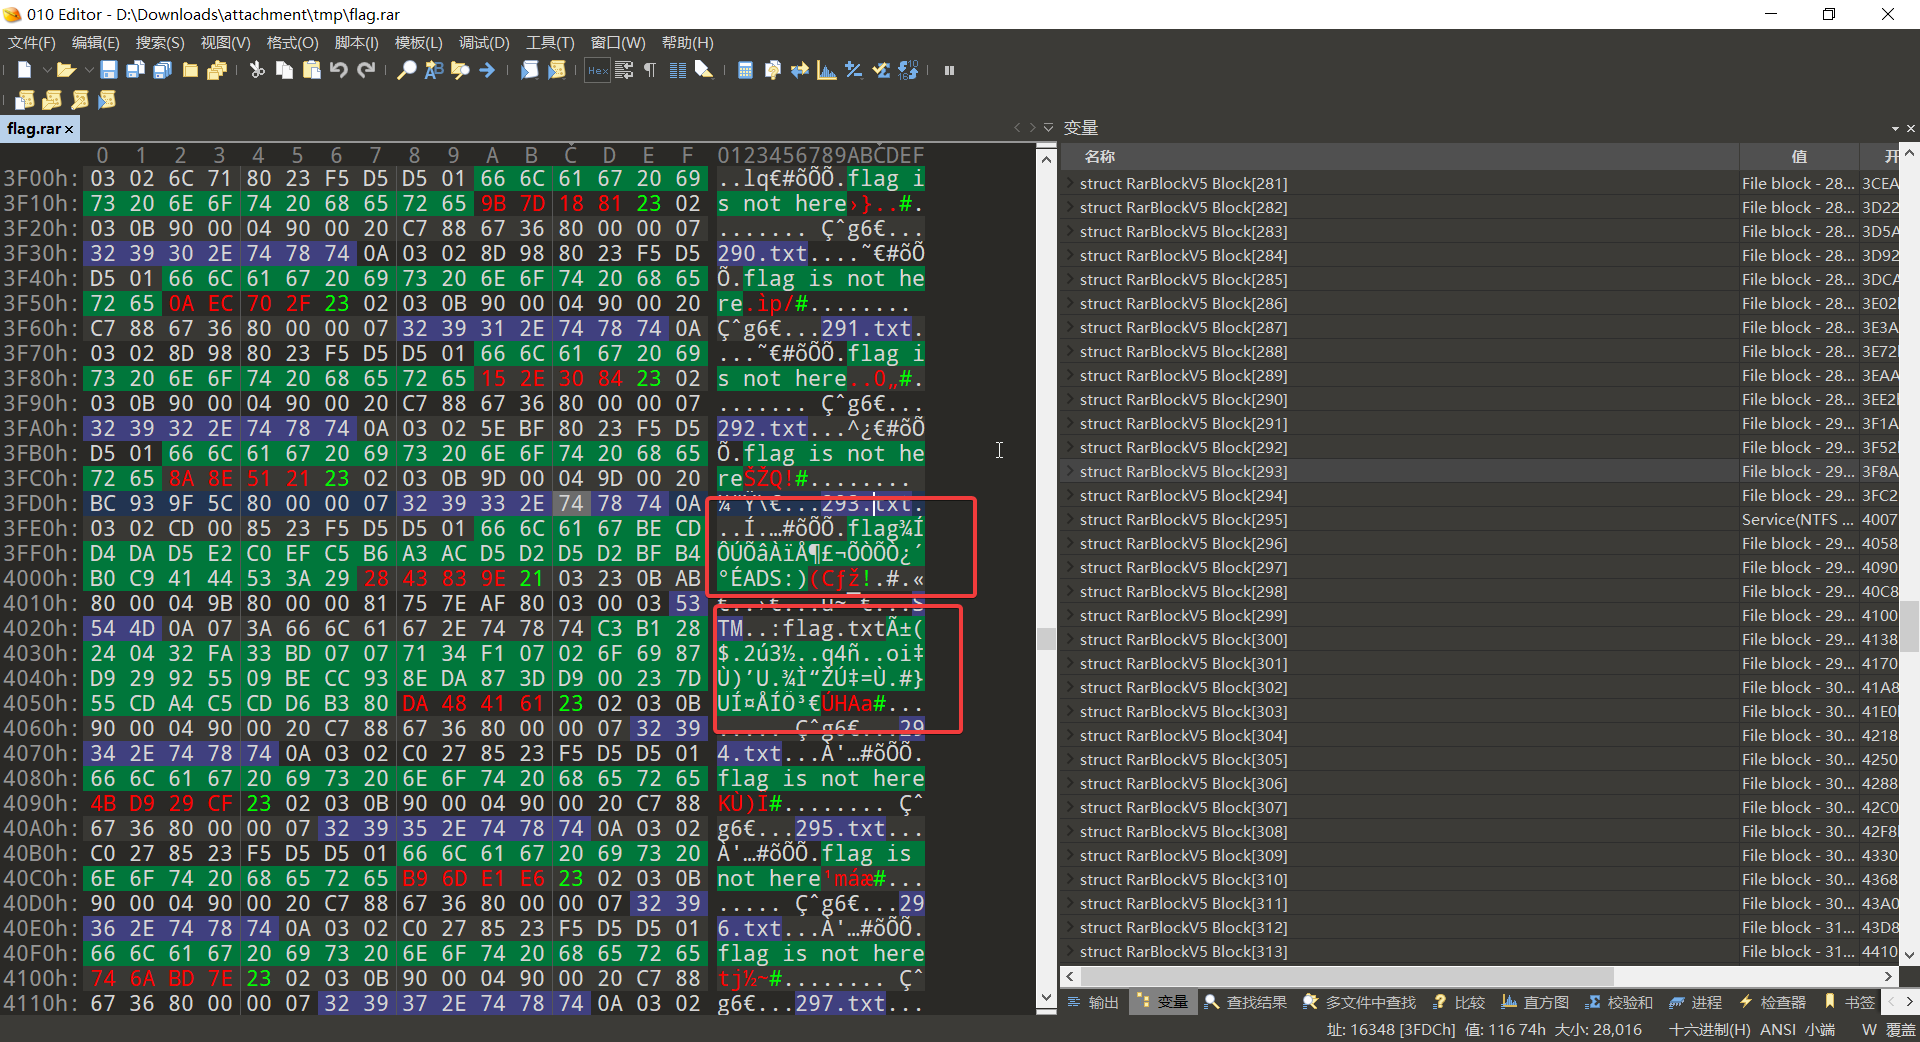 010 Editor - D:\Downloads\attachment\tmp\flag.rar
文件(F) 编辑(E) 搜索(S) 视图(V) 格式(O) 脚本(I) 模板(L) 调试(D) 工具(T) 窗口(W) 帮助(H)
flag.rar ×
0 1 2 3 4 5 6 7 8 9 A B C D E F 0123456789ABCDEF
3F00h: 03 02 6C 71 80 23 F5 D5 D5 01 66 6C 61 67 20 69 ..lq€#õÕÕ.flag i
3F10h: 73 20 6E 6F 74 20 68 65 72 65 9B 7D 18 81 23 02 s not here›}..#.
3F20h: 03 0B 90 00 04 90 00 20 C7 88 67 36 80 00 00 07 ....... Çˆg6€...
3F30h: 32 39 30 2E 74 78 74 0A 03 02 8D 98 80 23 F5 D5 290.txt....˜€#õÕ
3F40h: D5 01 66 6C 61 67 20 69 73 20 6E 6F 74 20 68 65 Õ.flag is not he
3F50h: 72 65 0A EC 70 2F 23 02 03 0B 90 00 04 90 00 20 re.ìp/#........
3F60h: C7 88 67 36 80 00 00 07 32 39 31 2E 74 78 74 0A Çˆg6€...291.txt.
3F70h: 03 02 8D 98 80 23 F5 D5 D5 01 66 6C 61 67 20 69 ...˜€#õÕÕ.flag i
3F80h: 73 20 6E 6F 74 20 68 65 72 65 15 2E 30 84 23 02 s not here..0„#.
3F90h: 03 0B 90 00 04 90 00 20 C7 88 67 36 80 00 00 07 ....... Çˆg6€...
3FA0h: 32 39 32 2E 74 78 74 0A 03 02 5E BF 80 23 F5 D5 292.txt...^¿€#õÕ
3FB0h: D5 01 66 6C 61 67 20 69 73 20 6E 6F 74 20 68 65 Õ.flag is not he
3FC0h: 72 65 8A 8E 51 21 23 02 03 0B 9D 00 04 9D 00 20 reŠŽQ!#........
3FD0h: BC 93 9F 5C 80 00 00 07 32 39 33 2E 74 78 74 0A ¼“Ÿ\€...293.txt.
3FE0h: 03 02 CD 00 85 23 F5 D5 D5 01 66 6C 61 67 BE CD ..Í.…#õÕÕ.flag¾Í
3FF0h: D4 DA D5 E2 C0 EF C5 B6 A3 AC D5 D2 D5 D2 BF B4 ÔÚÕâÀïÅ¶£¬ÕÒÕÒ¿´
4000h: B0 C9 41 44 53 3A 29 28 43 83 9E 21 03 23 0B AB °ÉADS:)(Cƒž!.#.«
4010h: 80 00 04 9B 80 00 00 81 75 7E AF 80 03 00 03 53 €..›€...u~¯€...S
4020h: 54 4D 0A 07 3A 66 6C 61 67 2E 74 78 74 C3 B1 28 TM..:flag.txtÃ±(
4030h: 24 04 32 FA 33 BD 07 07 71 34 F1 07 02 6F 69 87 $.2ú3½..q4ñ..oi‡
4040h: D9 29 92 55 09 BE CC 93 8E DA 87 3D D9 00 23 7D Ù)’U.¾Ì“ŽÚ‡=Ù.#}
4050h: 55 CD A4 C5 CD D6 B3 80 DA 48 41 61 23 02 03 0B UÍ¤ÅÍÖ³€ÚHAa#...
4060h: 90 00 04 90 00 20 C7 88 67 36 80 00 00 07 32 39 ..... Çˆg6€...29
4070h: 34 2E 74 78 74 0A 03 02 C0 27 85 23 F5 D5 D5 01 4.txt...À'…#õÕÕ.
4080h: 66 6C 61 67 20 69 73 20 6E 6F 74 20 68 65 72 65 flag is not here
4090h: 4B D9 29 CF 23 02 03 0B 90 00 04 90 00 20 C7 88 KÙ)Ï#........ Çˆ
40A0h: 67 36 80 00 00 07 32 39 35 2E 74 78 74 0A 03 02 g6€...295.txt...
40B0h: C0 27 85 23 F5 D5 D5 01 66 6C 61 67 20 69 73 20 À'…#õÕÕ.flag is
40C0h: 6E 6F 74 20 68 65 72 65 B9 6D E1 E6 23 02 03 0B not here¹máæ#...
40D0h: 90 00 04 90 00 20 C7 88 67 36 80 00 00 07 32 39 ..... Çˆg6€...29
40E0h: 36 2E 74 78 74 0A 03 02 C0 27 85 23 F5 D5 D5 01 6.txt...À'…#õÕÕ.
40F0h: 66 6C 61 67 20 69 73 20 6E 6F 74 20 68 65 72 65 flag is not here
4100h: 74 6A BD 7E 23 02 03 0B 90 00 04 90 00 20 C7 88 tj½~#........ Çˆ
4110h: 67 36 80 00 00 07 32 39 37 2E 74 78 74 0A 03 02 g6€...297.txt...
变量
名称 值 开
struct RarBlockV5 Block[281] File block - 28... 3CEA
struct RarBlockV5 Block[282] File block - 28... 3D22
struct RarBlockV5 Block[283] File block - 28... 3D5A
struct RarBlockV5 Block[284] File block - 28... 3D92
struct RarBlockV5 Block[285] File block - 28... 3DCA
struct RarBlockV5 Block[286] File block - 28... 3E02
struct RarBlockV5 Block[287] File block - 28... 3E3A
struct RarBlockV5 Block[288] File block - 28... 3E72
struct RarBlockV5 Block[289] File block - 28... 3EAA
struct RarBlockV5 Block[290] File block - 28... 3EE2
struct RarBlockV5 Block[291] File block - 29... 3F1A
struct RarBlockV5 Block[292] File block - 29... 3F52
struct RarBlockV5 Block[293] File block - 29... 3F8A
struct RarBlockV5 Block[294] File block - 29... 3FC2
struct RarBlockV5 Block[295] Service(NTFS ... 4007
struct RarBlockV5 Block[296] File block - 29... 4058
struct RarBlockV5 Block[297] File block - 29... 4090
struct RarBlockV5 Block[298] File block - 29... 40C8
struct RarBlockV5 Block[299] File block - 29... 4100
struct RarBlockV5 Block[300] File block - 29... 4138
struct RarBlockV5 Block[301] File block - 29... 4170
struct RarBlockV5 Block[302] File block - 30... 41A8
struct RarBlockV5 Block[303] File block - 30... 41E0
struct RarBlockV5 Block[304] File block - 30... 4218
struct RarBlockV5 Block[305] File block - 30... 4250
struct RarBlockV5 Block[306] File block - 30... 4288
struct RarBlockV5 Block[307] File block - 30... 42C0
struct RarBlockV5 Block[308] File block - 30... 42F8
struct RarBlockV5 Block[309] File block - 30... 4330
struct RarBlockV5 Block[310] File block - 30... 4368
struct RarBlockV5 Block[311] File block - 30... 43A0
struct RarBlockV5 Block[312] File block - 31... 43D8
struct RarBlockV5 Block[313] File block - 31... 4410
输出 变量 查找结果 多文件中查找 比较 直方图 校验和 进程 检查器 书签
址: 16348 [3FDCh] 值: 116 74h 大小: 28,016 十六进制(H) ANSI 小端 W 覆盖